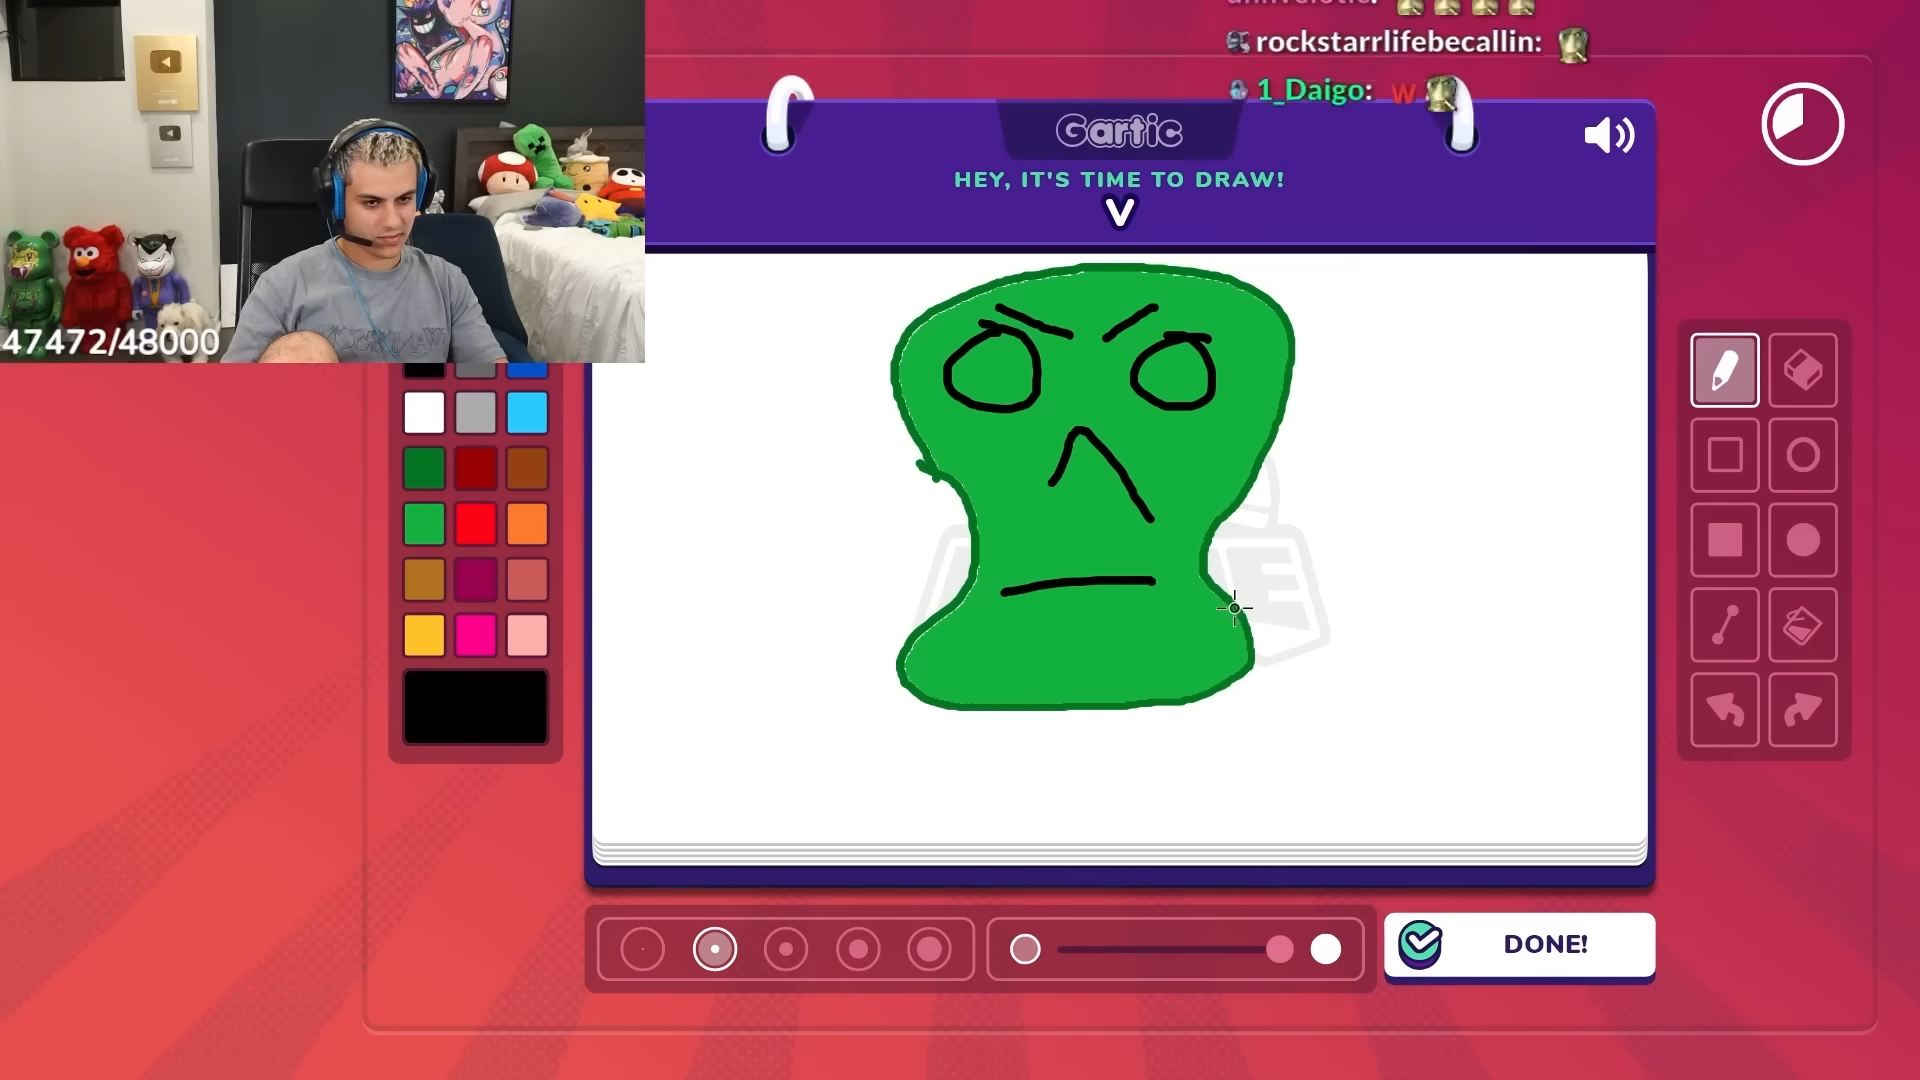 rockstarrlifebecallin:
1_Daigo: W
Gartic
HEY, IT'S TIME TO DRAW!
V
47472/48000
DONE!